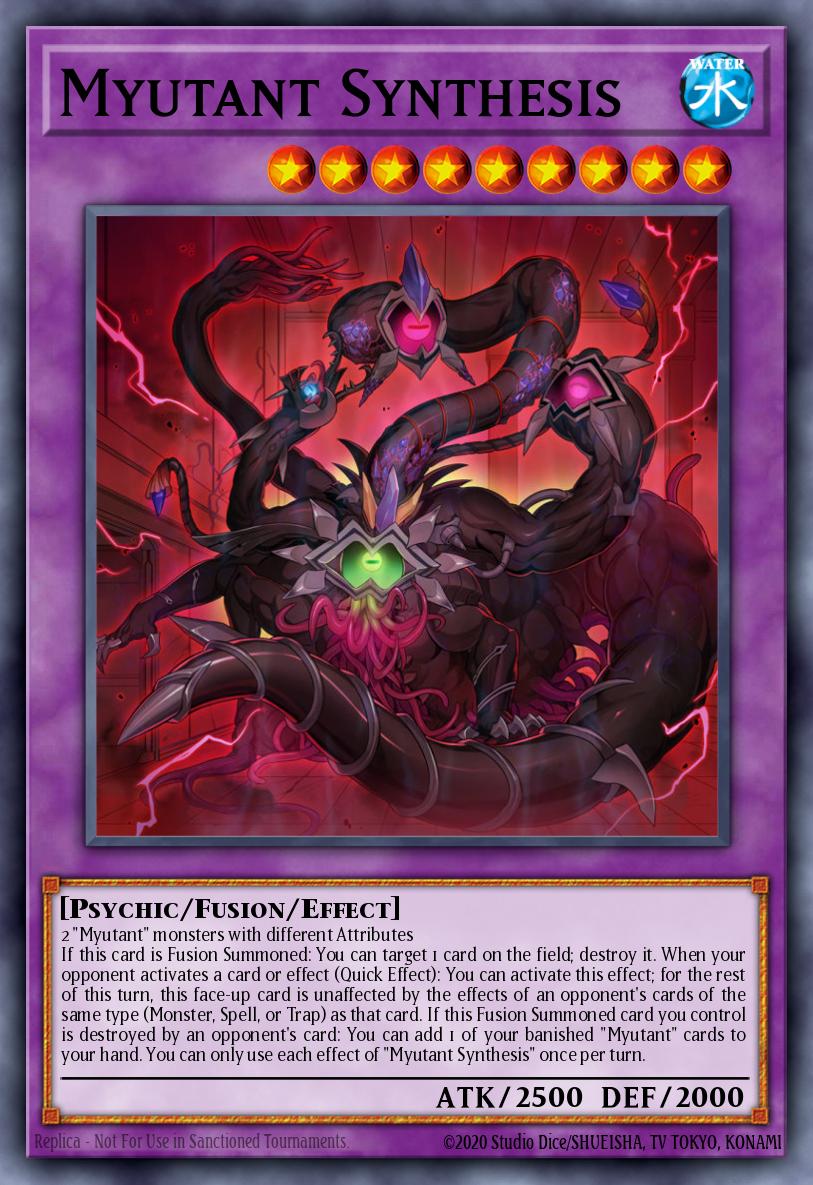 Myutant Synthesis
WATER
水
[Psychic/Fusion/Effect]
2 "Myutant" monsters with different Attributes
If this card is Fusion Summoned: You can target 1 card on the field; destroy it. When your
opponent activates a card or effect (Quick Effect): You can activate this effect; for the rest
of this turn, this face-up card is unaffected by the effects of an opponent's cards of the
same type (Monster, Spell, or Trap) as that card. If this Fusion Summoned card you control
is destroyed by an opponent's card: You can add 1 of your banished "Myutant" cards to
your hand. You can only use each effect of "Myutant Synthesis" once per turn.
ATK/2500 DEF/2000
Replica - Not For Use in Sanctioned Tournaments.
©2020 Studio Dice/SHUEISHA, TV TOKYO, KONAMI